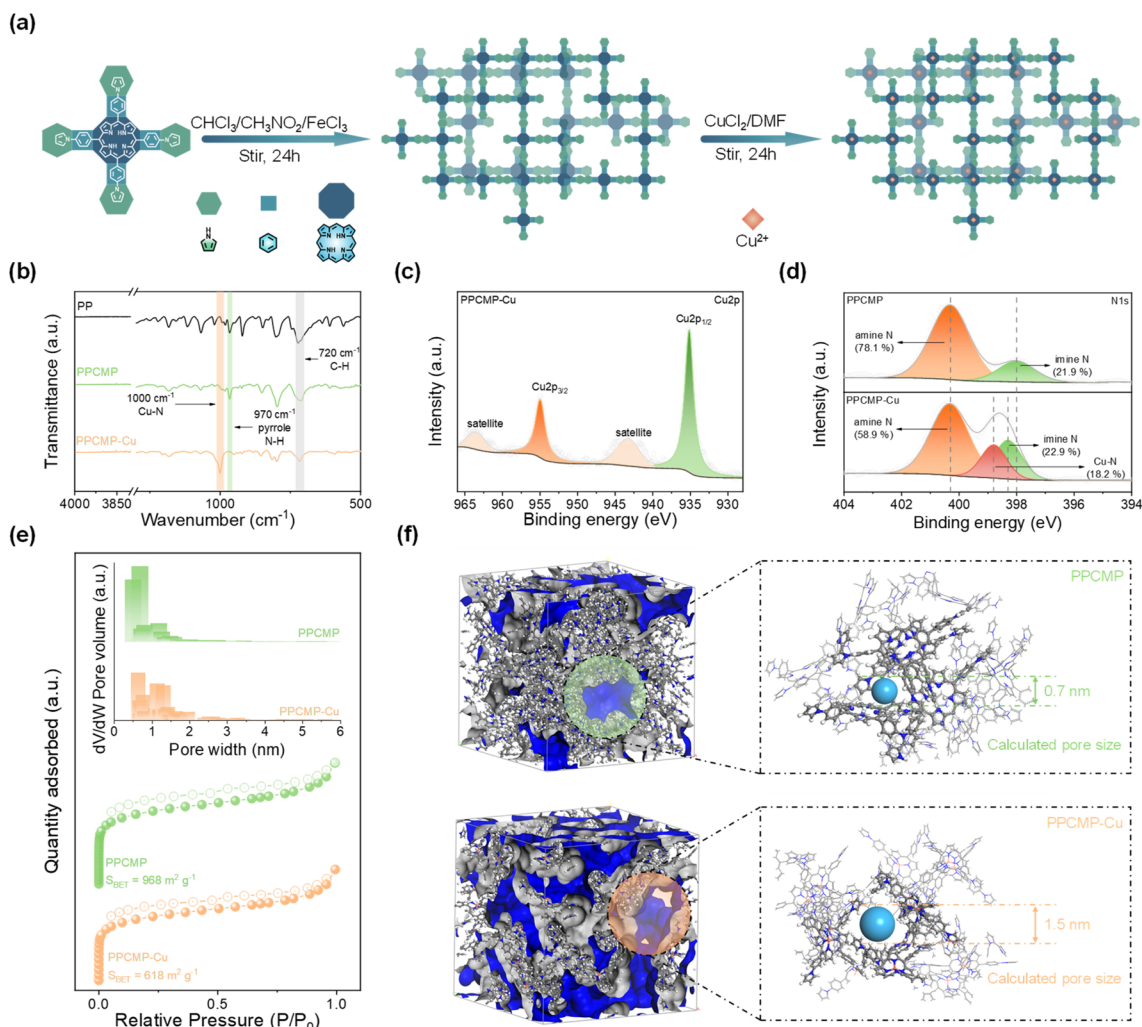 (a)
CHCl₃/CH₃NO₂/FeCl₃
Stir, 24h
CuCl₂/DMF
Stir, 24h
Cu²⁺
(b)
PP
720 cm⁻¹
C-H
PPCMP
1000 cm⁻¹
Cu-N
970 cm⁻¹
pyrrole
N-H
PPCMP-Cu
Transmittance (a.u.)
4000 3850 1000 500
Wavenumber (cm⁻¹)
(c)
PPCMP-Cu Cu2p
Cu2p₁/₂
Cu2p₃/₂
satellite
satellite
Intensity (a.u.)
965 960 955 950 945 940 935 930
Binding energy (eV)
(d)
PPCMP N1s
amine N
(78.1 %)
imine N
(21.9 %)
PPCMP-Cu
amine N
(58.9 %)
imine N
(22.9 %)
Cu-N
(18.2 %)
Intensity (a.u.)
404 402 400 398 396 394
Binding energy (eV)
(e)
dV/dW Pore volume (a.u.)
PPCMP
PPCMP-Cu
0 1 2 3 4 5 6
Pore width (nm)
Quantity adsorbed (a.u.)
PPCMP
S_BET = 968 m² g⁻¹
PPCMP-Cu
S_BET = 618 m² g⁻¹
0.0 0.5 1.0
Relative Pressure (P/P₀)
(f)
PPCMP
0.7 nm
Calculated pore size
PPCMP-Cu
1.5 nm
Calculated pore size